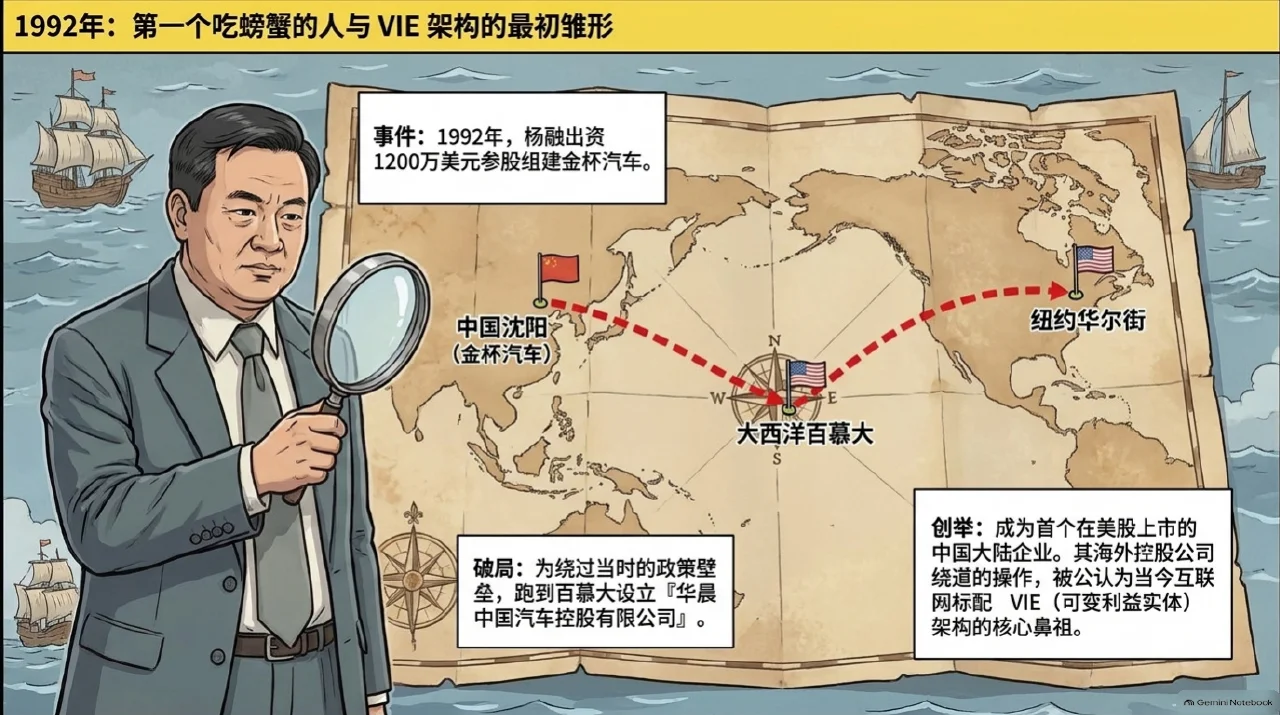 1992年：第一个吃螃蟹的人与 VIE 架构的最初雏形
事件：1992年，杨融出资
1200万美元参股组建金杯汽车。
中国沈阳
（金杯汽车）
纽约华尔街
N
W
E
S
大西洋百慕大
破局：为绕过当时的政策壁
垒，跑到百慕大设立『华晨
中国汽车控股有限公司』。
创举：成为首个在美股上市的
中国大陆企业。其海外控股公司
绕道的操作，被公认为当今互联
网标配 VIE（可变利益实体）
架构的核心鼻祖。
Gemini Notebook